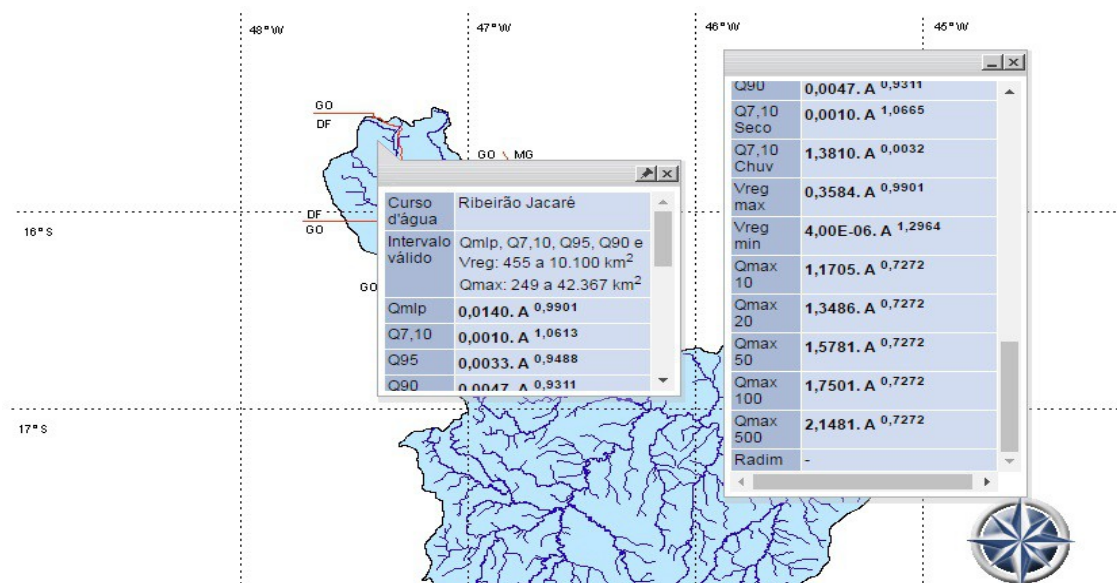 48°W
47°W
46°W
45°W
GO
DF
GO MG
DF
GO
16°S
GO
17°S
Curso d'água Ribeirão Jacaré
Intervalo válido Qmlp, Q7,10, Q95, Q90 e
Vreg: 455 a 10.100 km²
Qmax: 249 a 42.367 km²
Qmlp 0,0140. A 0,9901
Q7,10 0,0010. A 1,0613
Q95 0,0033. A 0,9488
Q90 0,0047. A 0,9311
Q90 0,0047. A 0,9311
Q7,10 Seco 0,0010. A 1,0665
Q7,10 Chuv 1,3810. A 0,0032
Vreg max 0,3584. A 0,9901
Vreg min 4,00E-06. A 1,2964
Qmax 10 1,1705. A 0,7272
Qmax 20 1,3486. A 0,7272
Qmax 50 1,5781. A 0,7272
Qmax 100 1,7501. A 0,7272
Qmax 500 2,1481. A 0,7272
Radim -